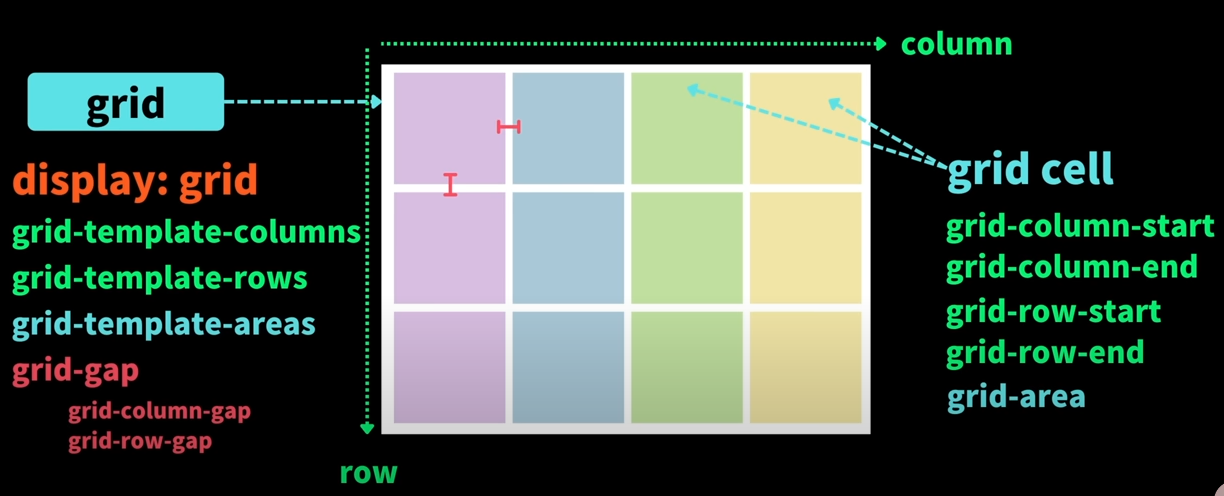 column
grid
display: grid
grid-template-columns
grid-template-rows
grid-template-areas
grid-gap
grid-column-gap
grid-row-gap
row
grid cell
grid-column-start
grid-column-end
grid-row-start
grid-row-end
grid-area